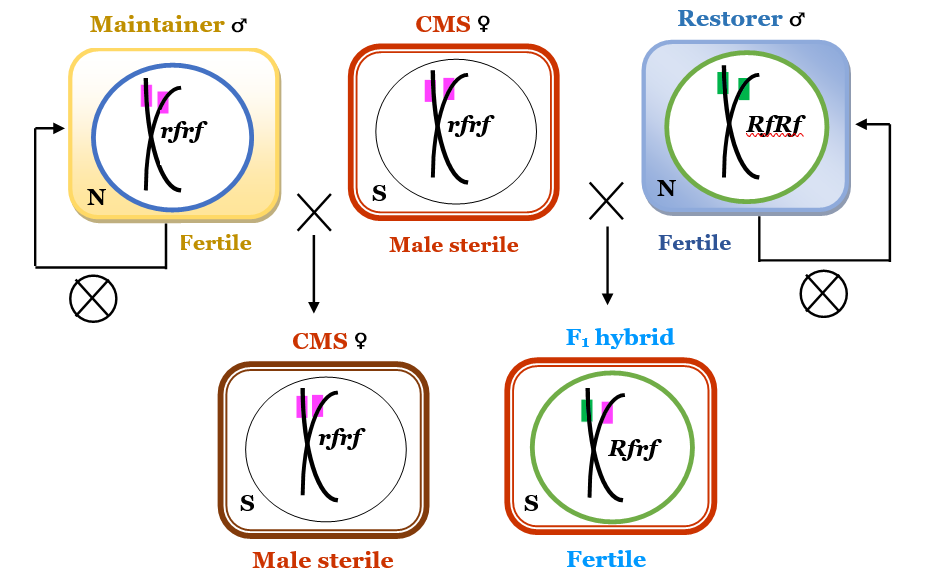 Maintainer ♂
CMS ♀
Restorer ♂
rfrf
N
Fertile
rfrf
S
Male sterile
RfRf
N
Fertile
CMS ♀
F₁ hybrid
rfrf
S
Male sterile
Rfrf
S
Fertile